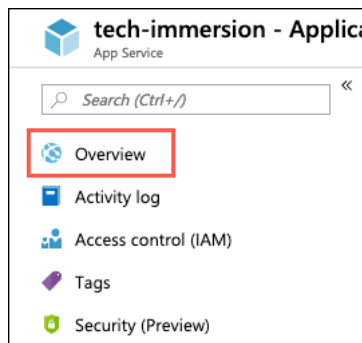 tech-immersion - Applica
App Service
Search (Ctrl+/)
«
Overview
Activity log
Access control (IAM)
Tags
Security (Preview)